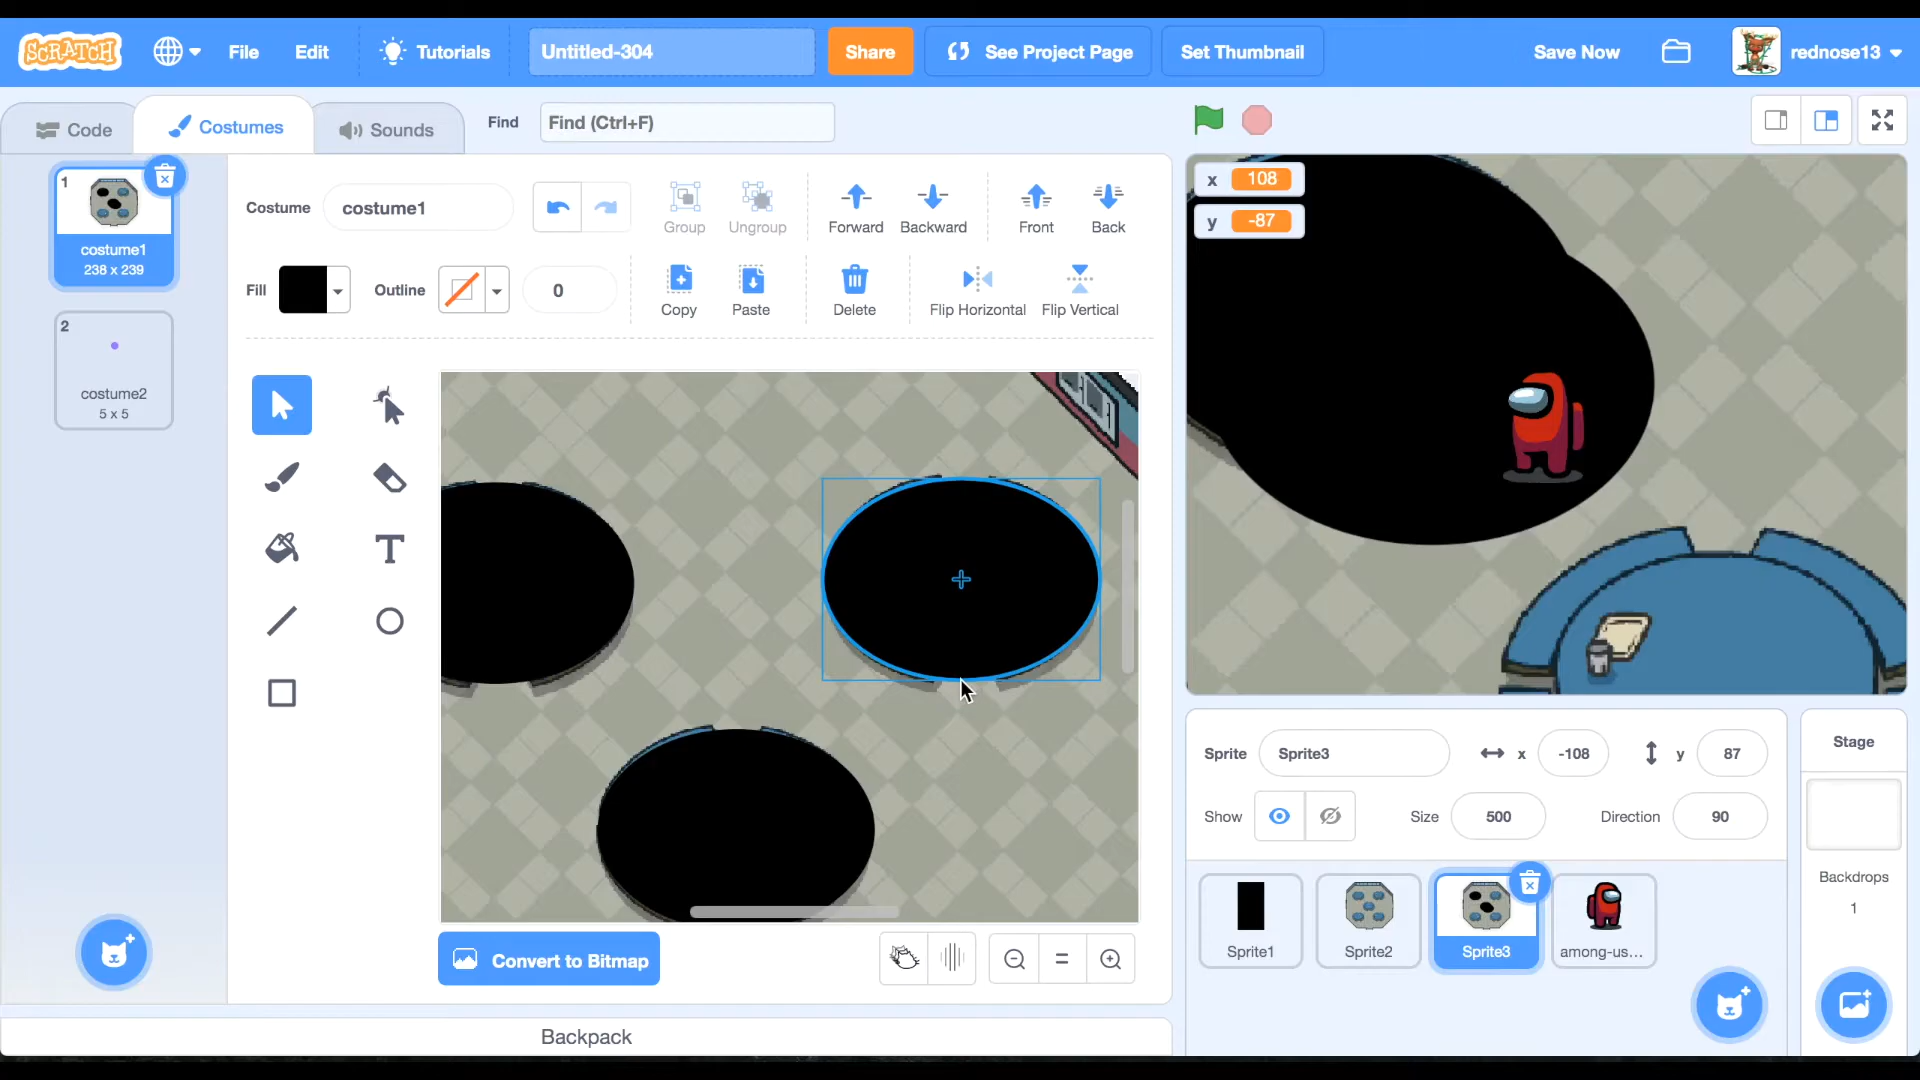 SCRATCH
File
Edit
Tutorials
Untitled-304
Share
See Project Page
Set Thumbnail
Save Now
rednose13
Code
Costumes
Sounds
Find
Find (Ctrl+F)
1
costume1
238 x 239
2
costume2
5 x 5
Costume
costume1
Group
Ungroup
Forward
Backward
Front
Back
Fill
Outline
0
Copy
Paste
Delete
Flip Horizontal
Flip Vertical
T
Convert to Bitmap
Backpack
x 108
y -87
Sprite
Sprite3
x
-108
y
87
Show
Size
500
Direction
90
Sprite1
Sprite2
Sprite3
among-us...
Stage
Backdrops
1